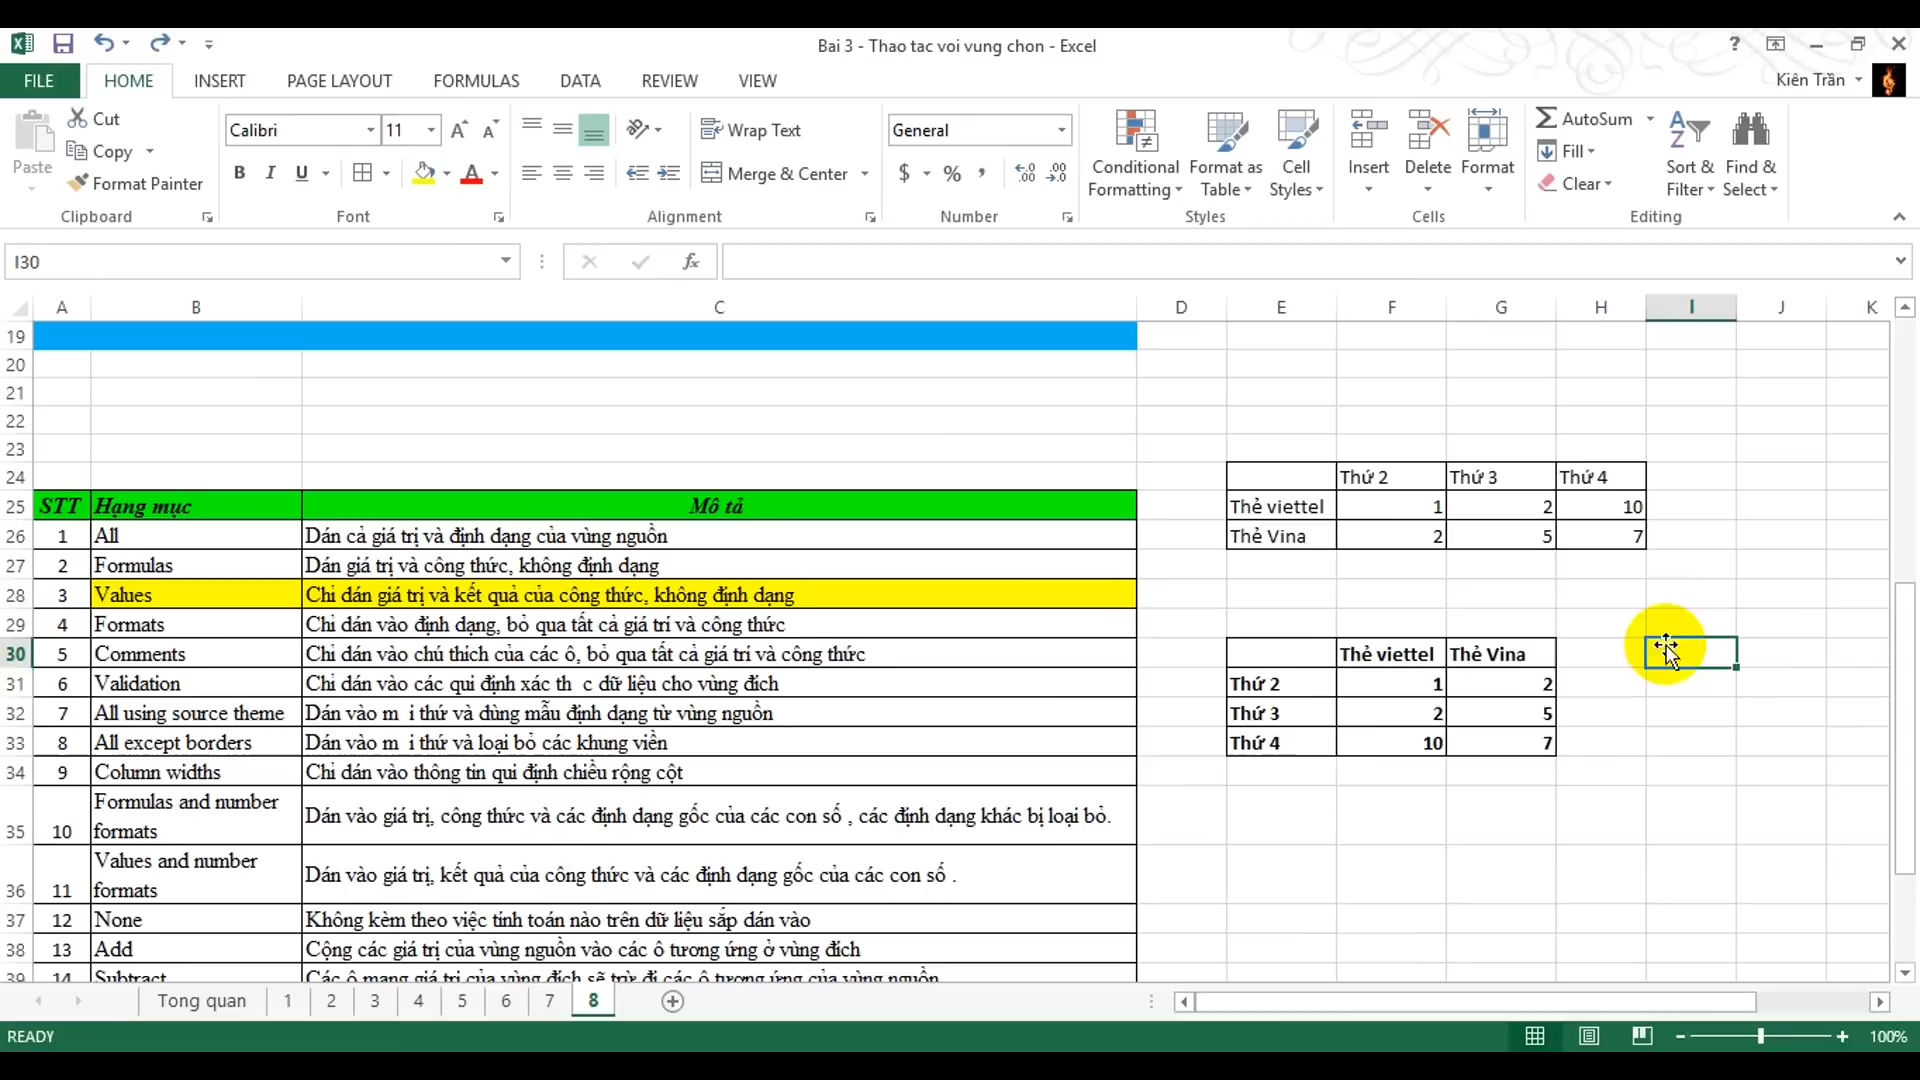 Bai 3 - Thao tac voi vung chon - Excel
FILE HOME INSERT PAGE LAYOUT FORMULAS DATA REVIEW VIEW Kiên Trần
Paste
Cut
Copy
Format Painter
Clipboard
Calibri 11
B I U
Font
Wrap Text
Merge & Center
Alignment
General
$ % ,
Number
Conditional Formatting
Format as Table
Cell Styles
Styles
Insert
Delete
Format
Cells
AutoSum
Fill
Clear
Sort & Filter
Find & Select
Editing
I30
fx
A B C D E F G H I J K
19
20
21
22
23
24 Thứ 2 Thứ 3 Thứ 4
25 STT Hạng mục Mô tả Thẻ viettel 1 2 10
26 1 All Dán cả giá trị và định dạng của vùng nguồn Thẻ Vina 2 5 7
27 2 Formulas Dán giá trị và công thức, không định dạng
28 3 Values Chỉ dán giá trị và kết quả của công thức, không định dạng
29 4 Formats Chỉ dán vào định dạng, bỏ qua tất cả giá trí và công thức
30 5 Comments Chỉ dán vào chú thích của các ô, bỏ qua tất cả giá trí và công thức Thẻ viettel Thẻ Vina
31 6 Validation Chỉ dán vào các qui định xác th c dữ liệu cho vùng đích Thứ 2 1 2
32 7 All using source theme Dán vào m i thứ và dùng mẫu định dạng từ vùng nguồn Thứ 3 2 5
33 8 All except borders Dán vào m i thứ và loại bỏ các khung viền Thứ 4 10 7
34 9 Column widths Chỉ dán vào thông tin qui định chiều rộng cột
35 10 Formulas and number formats Dán vào giá trị, công thức và các định dạng gốc của các con số , các định dạng khác bị loại bỏ.
36 11 Values and number formats Dán vào giá trị, kết quả của công thức và các định dạng gốc của các con số .
37 12 None Không kèm theo việc tính toán nào trên dữ liệu sắp dán vào
38 13 Add Cộng các giá trị của vùng nguồn vào các ô tương ứng ở vùng đích
39 14 Subtract Các ô mang giá trị của vùng đích sẽ trừ đi các ô tương ứng của vùng nguồn
Tong quan 1 2 3 4 5 6 7 8
READY 100%